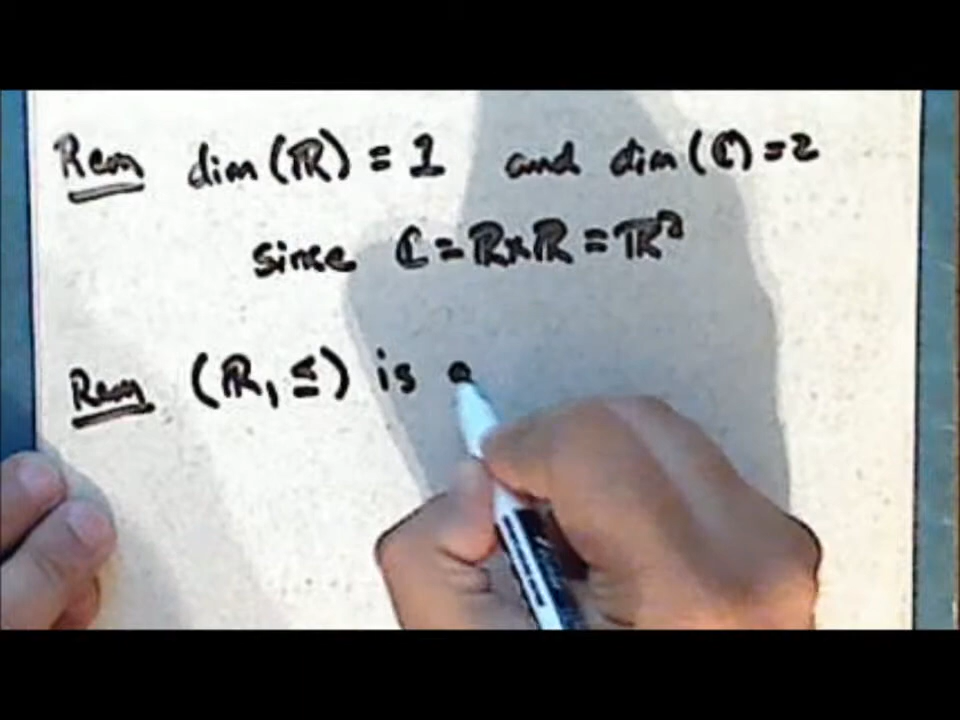 Rem dim(ℝ) = 1 and dim(ℂ) = 2
since ℂ = ℝ×ℝ = ℝ²
Rem (ℝ, ≤) is a